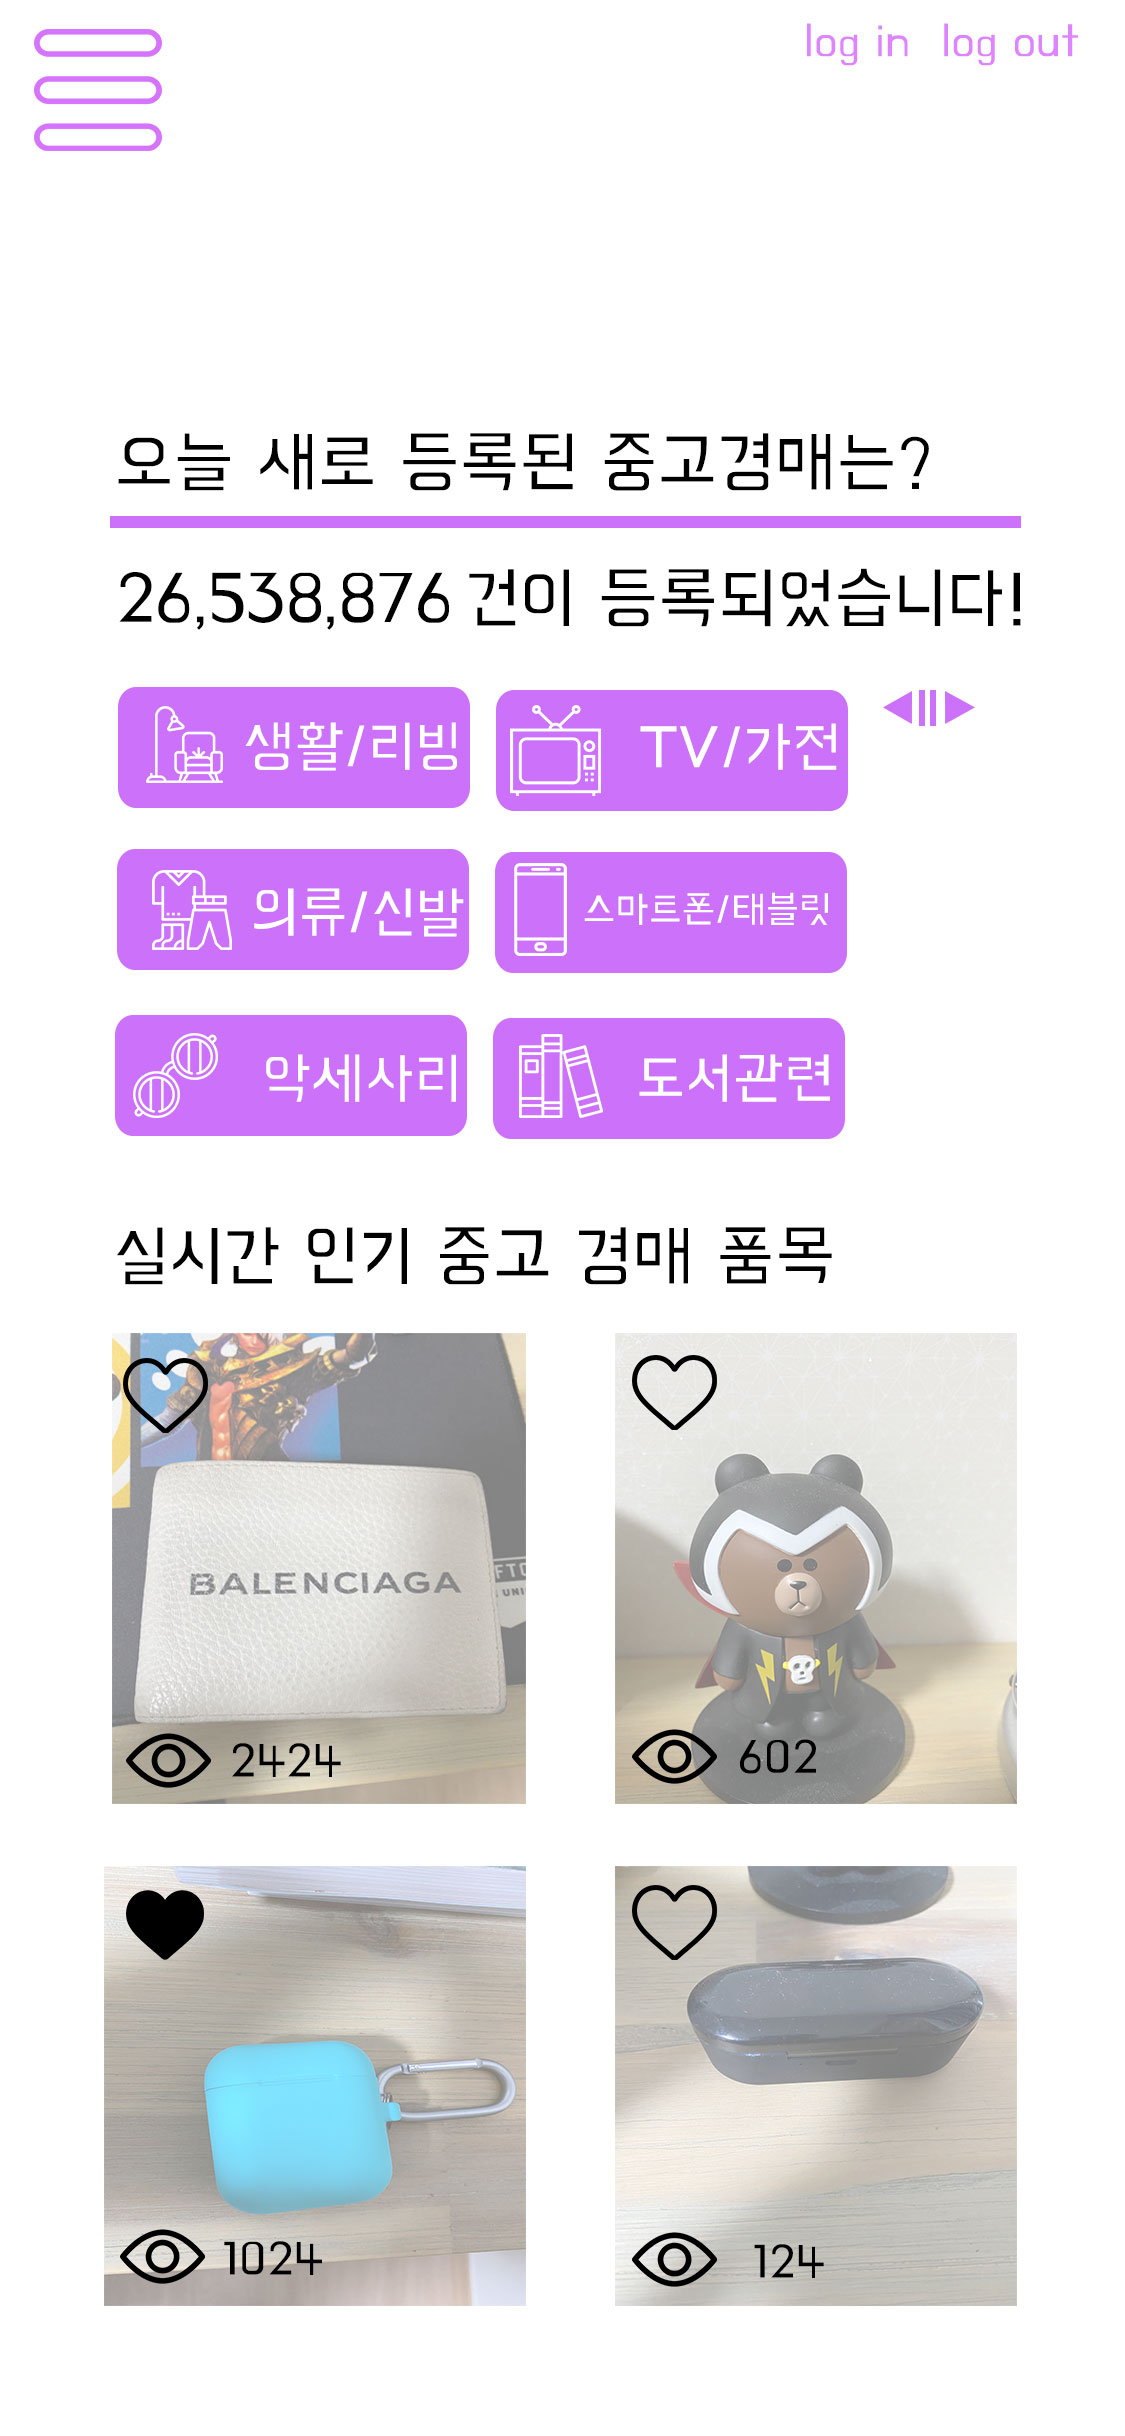 log in log out
오늘 새로 등록된 중고경매는?
26,538,876 건이 등록되었습니다!
생활/리빙
TV/가전
의류/신발
스마트폰/태블릿
악세사리
도서관련
실시간 인기 중고 경매 품목
BALENCIAGA
2424
602
1024
124